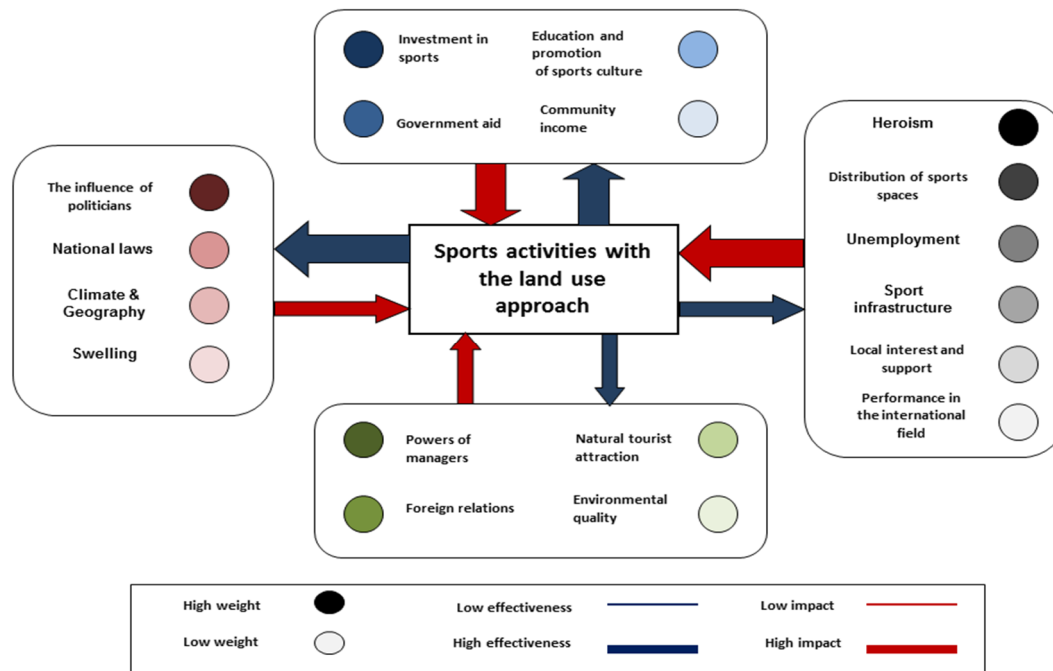 Investment in
sports
Education and
promotion
of sports culture
Government aid
Community
income
The influence of
politicians
National laws
Climate &
Geography
Swelling
Sports activities with
the land use
approach
Heroism
Distribution of sports
spaces
Unemployment
Sport
infrastructure
Local interest and
support
Performance in
the international
field
Powers of
managers
Natural tourist
attraction
Foreign relations
Environmental
quality
High weight
Low effectiveness
Low impact
Low weight
High effectiveness
High impact